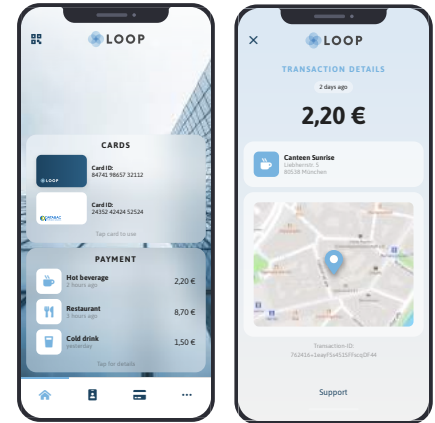 LOOP
CARDS
LOOP
Card ID:
84741 98657 32112
Card ID:
24352 42424 52524
Tap card to use
PAYMENT
Hot beverage
2 hours ago
2,20 €
Restaurant
3 hours ago
8,70 €
Cold drink
yesterday
1,50 €
Tap for details
LOOP
TRANSACTION DETAILS
2 days ago
2,20 €
Canteen Sunrise
Liebherrstr. 5
80538 München
Transaction-ID:
Support